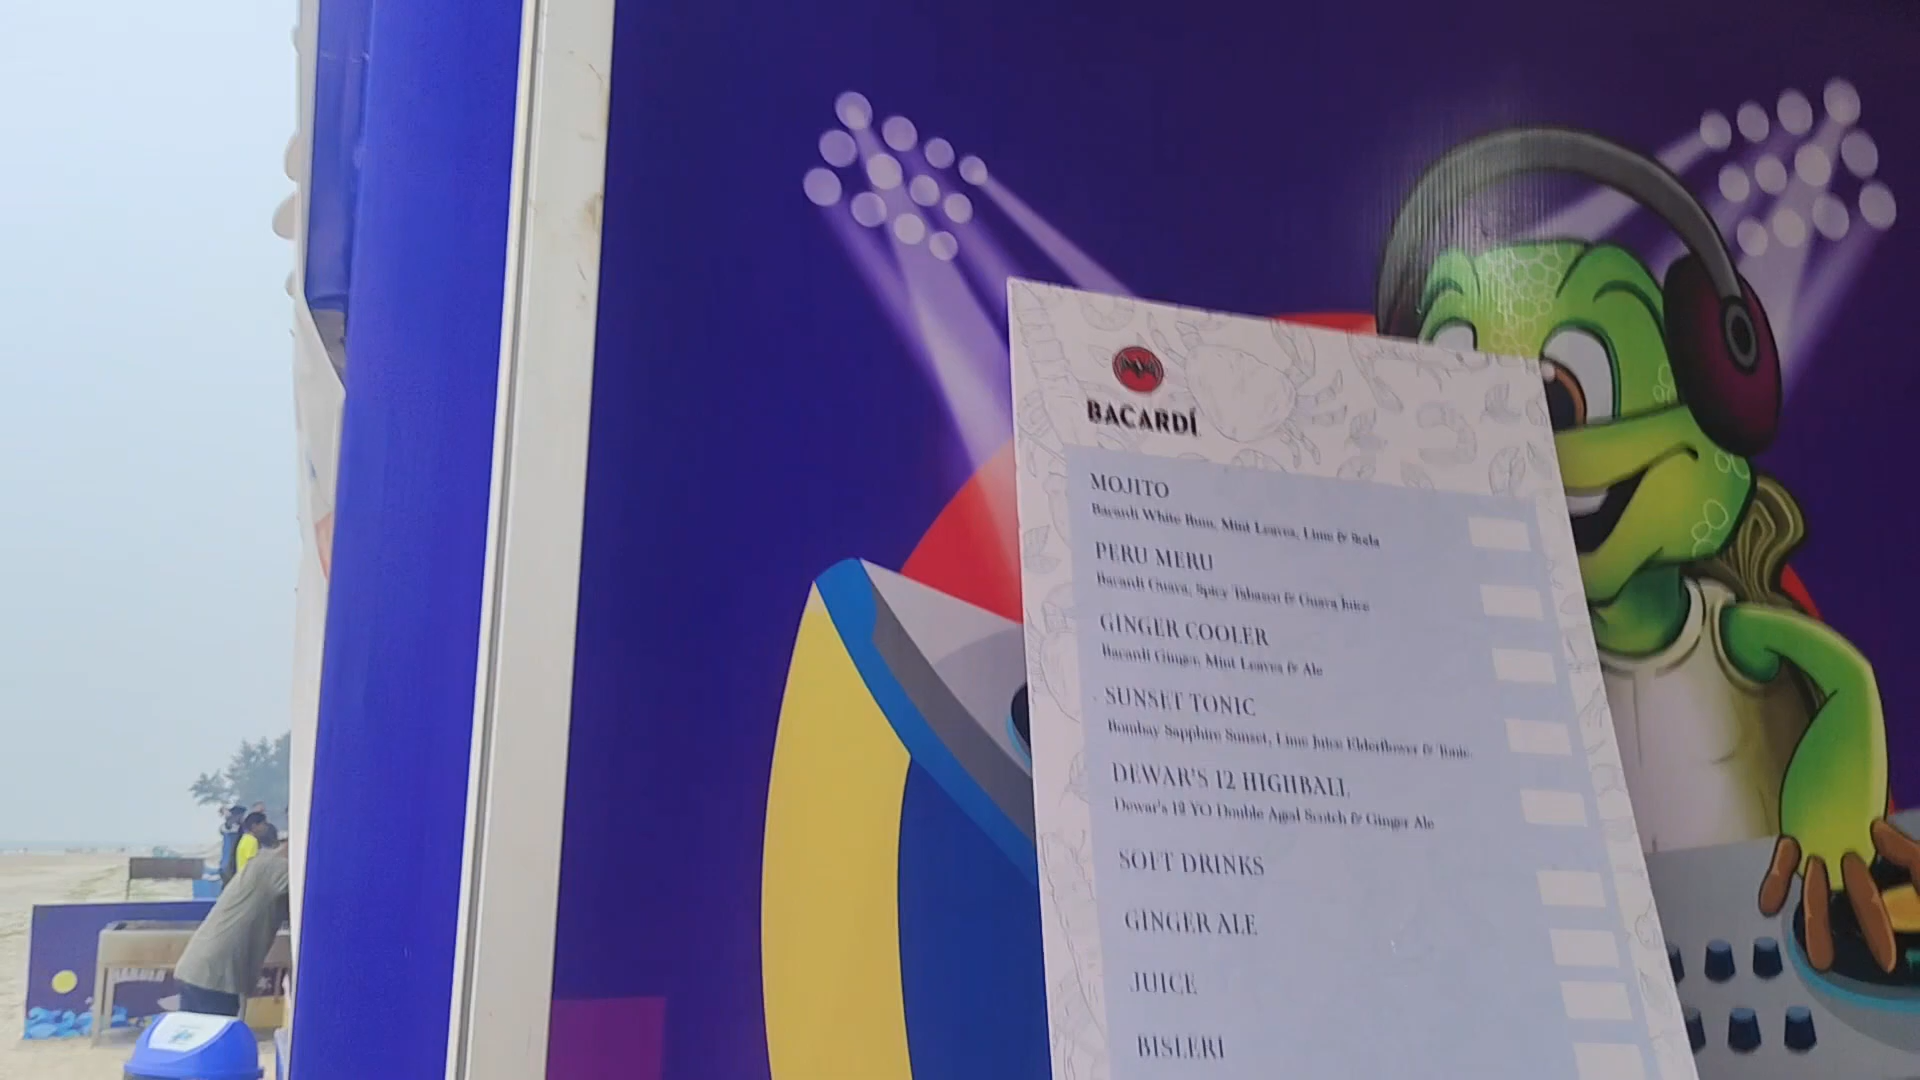 BACARDÍ
MOJITO
Bacardi White Rum, Mint Leaves, Lime & Soda
PERU MERU
Bacardi Guava, Spicy Tabasco & Guava Juice
GINGER COOLER
Bacardi Ginger, Mint Leaves & Ale
SUNSET TONIC
Bombay Sapphire Sunset, Lime Juice Elderflower & Tonic
DEWAR'S 12 HIGHBALL
Dewar's 12 YO Double Aged Scotch & Ginger Ale
SOFT DRINKS
GINGER ALE
JUICE
BISLERI